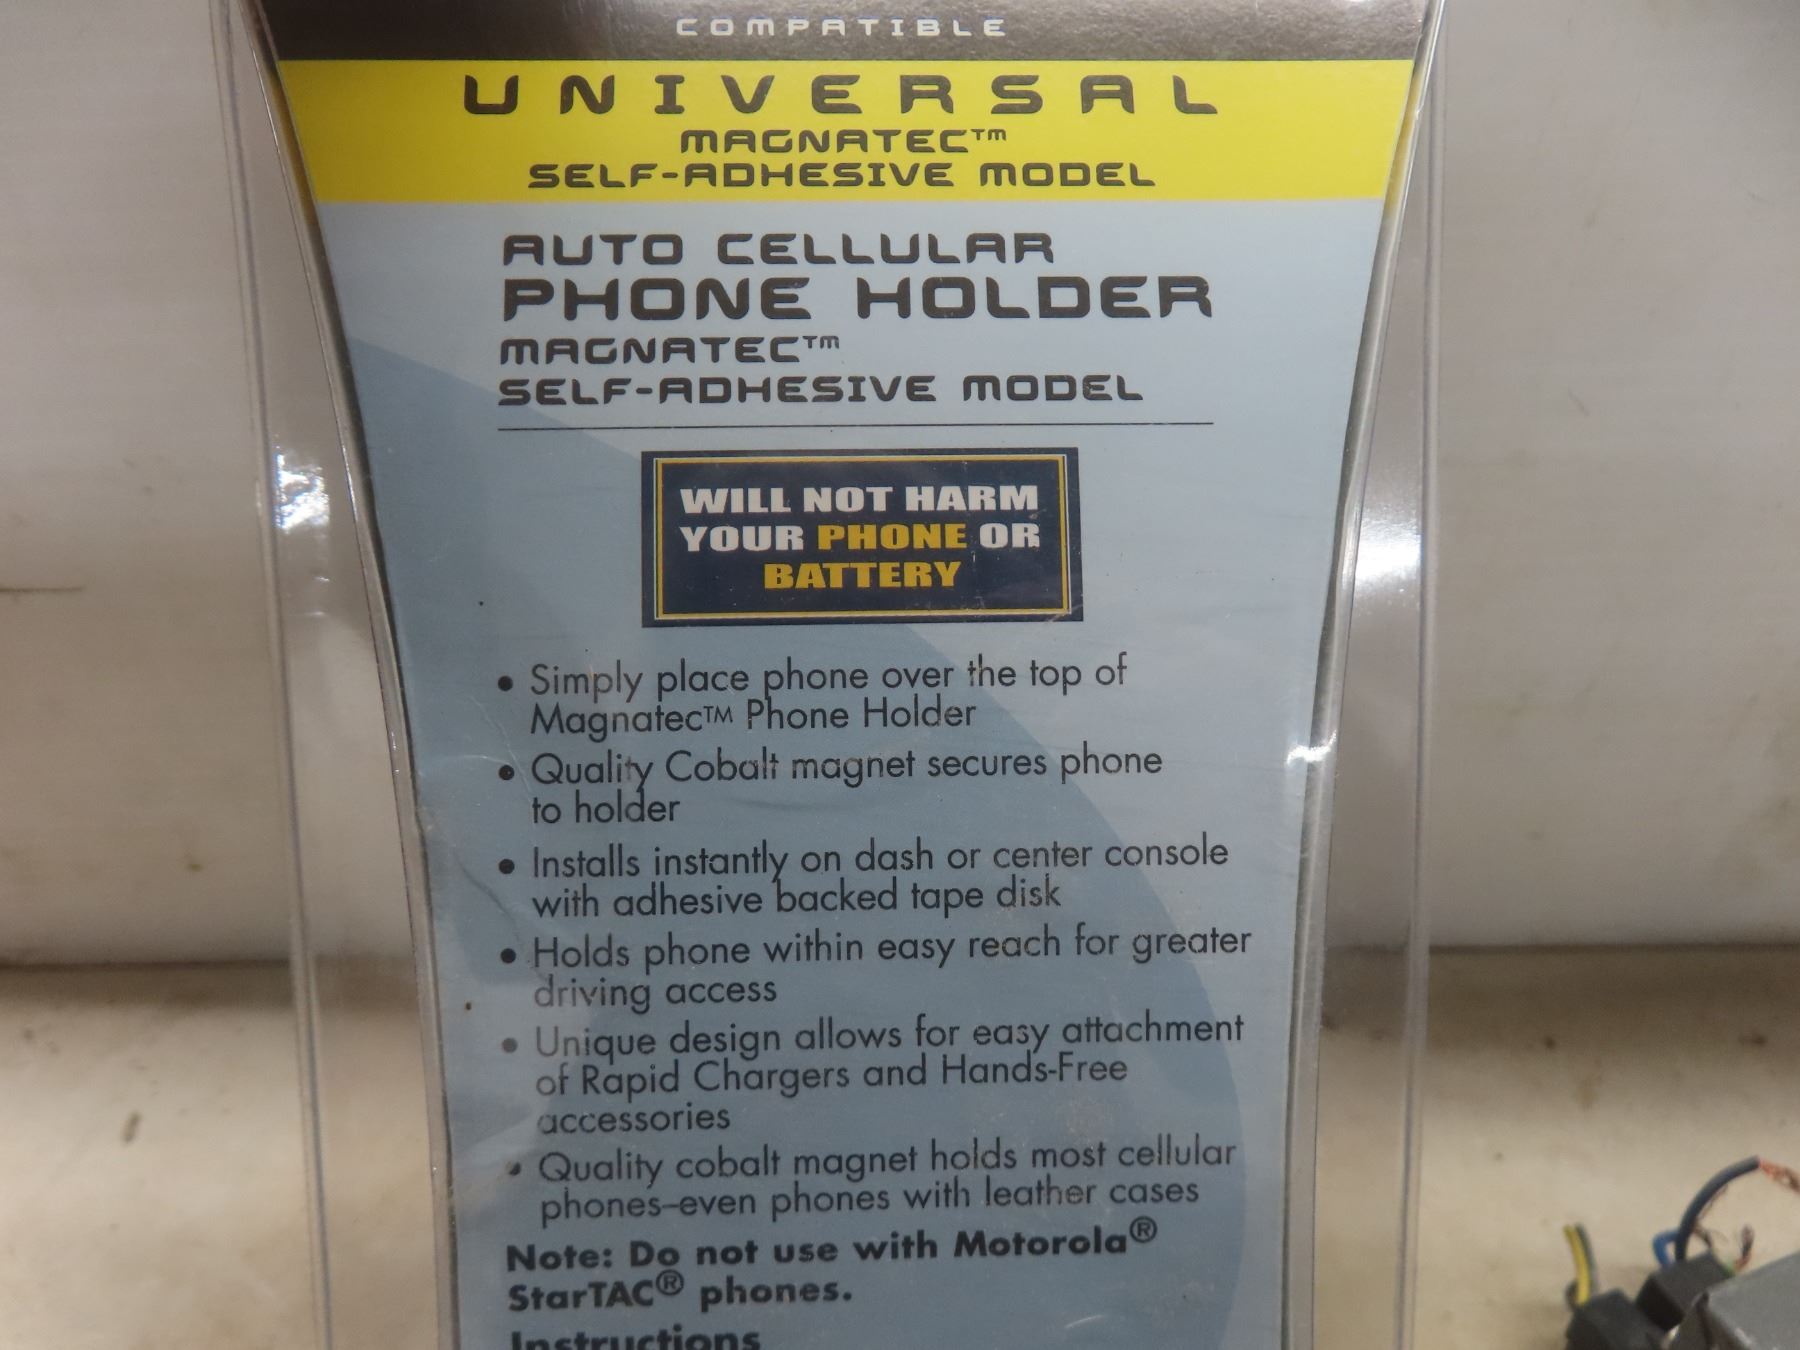 COMPATIBLE
UNIVERSAL
MAGNATEC™
SELF-ADHESIVE MODEL
AUTO CELLULAR
PHONE HOLDER
MAGNATEC™
SELF-ADHESIVE MODEL
WILL NOT HARM
YOUR PHONE OR
BATTERY
• Simply place phone over the top of
Magnatec™ Phone Holder
• Quality Cobalt magnet secures phone
to holder
• Installs instantly on dash or center console
with adhesive backed tape disk
• Holds phone within easy reach for greater
driving access
• Unique design allows for easy attachment
of Rapid Chargers and Hands-Free
accessories
• Quality cobalt magnet holds most cellular
phones–even phones with leather cases
Note: Do not use with Motorola®
StarTAC® phones.
Instructions